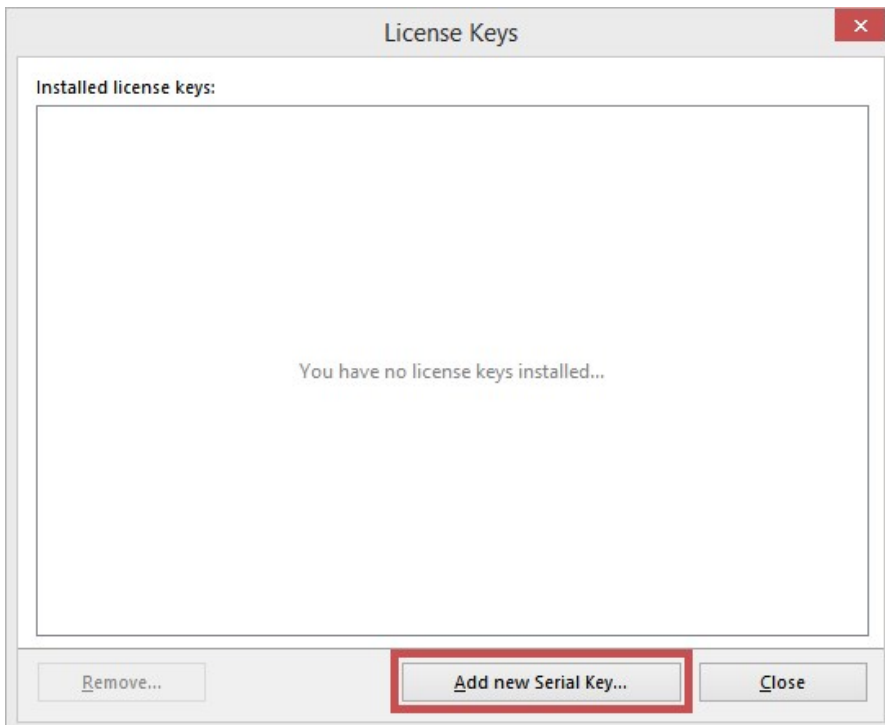 License Keys
Installed license keys:
You have no license keys installed...
Remove...
Add new Serial Key...
Close